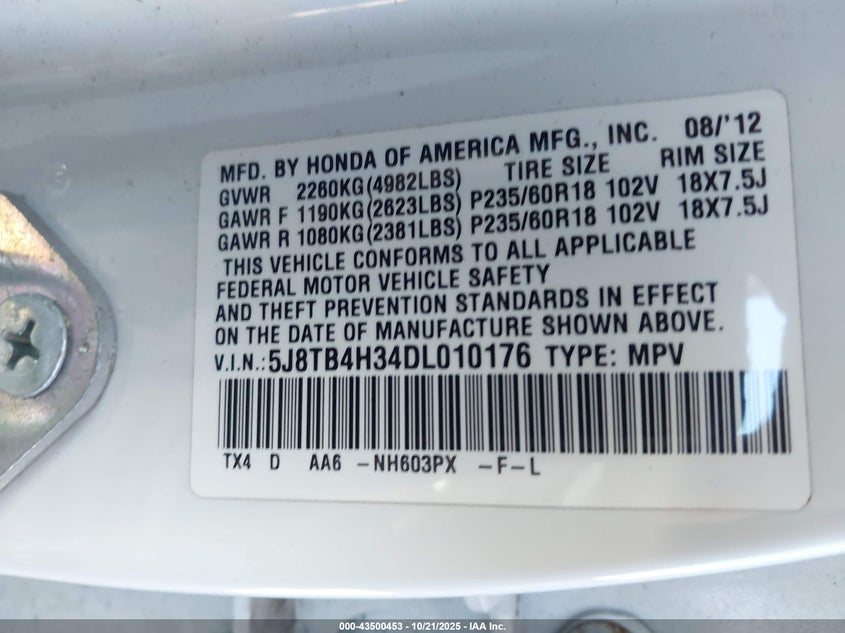 MFD. BY HONDA OF AMERICA MFG., INC. 08/'12
GVWR 2260KG(4982LBS) TIRE SIZE RIM SIZE
GAWR F 1190KG(2623LBS) P235/60R18 102V 18X7.5J
GAWR R 1080KG(2381LBS) P235/60R18 102V 18X7.5J
THIS VEHICLE CONFORMS TO ALL APPLICABLE
FEDERAL MOTOR VEHICLE SAFETY
AND THEFT PREVENTION STANDARDS IN EFFECT
ON THE DATE OF MANUFACTURE SHOWN ABOVE.
V.I.N.: 5J8TB4H34DL010176 TYPE: MPV
TX4 D AA6 -NH603PX -F-L
000-43500453 - 10/21/2025 - IAA Inc.